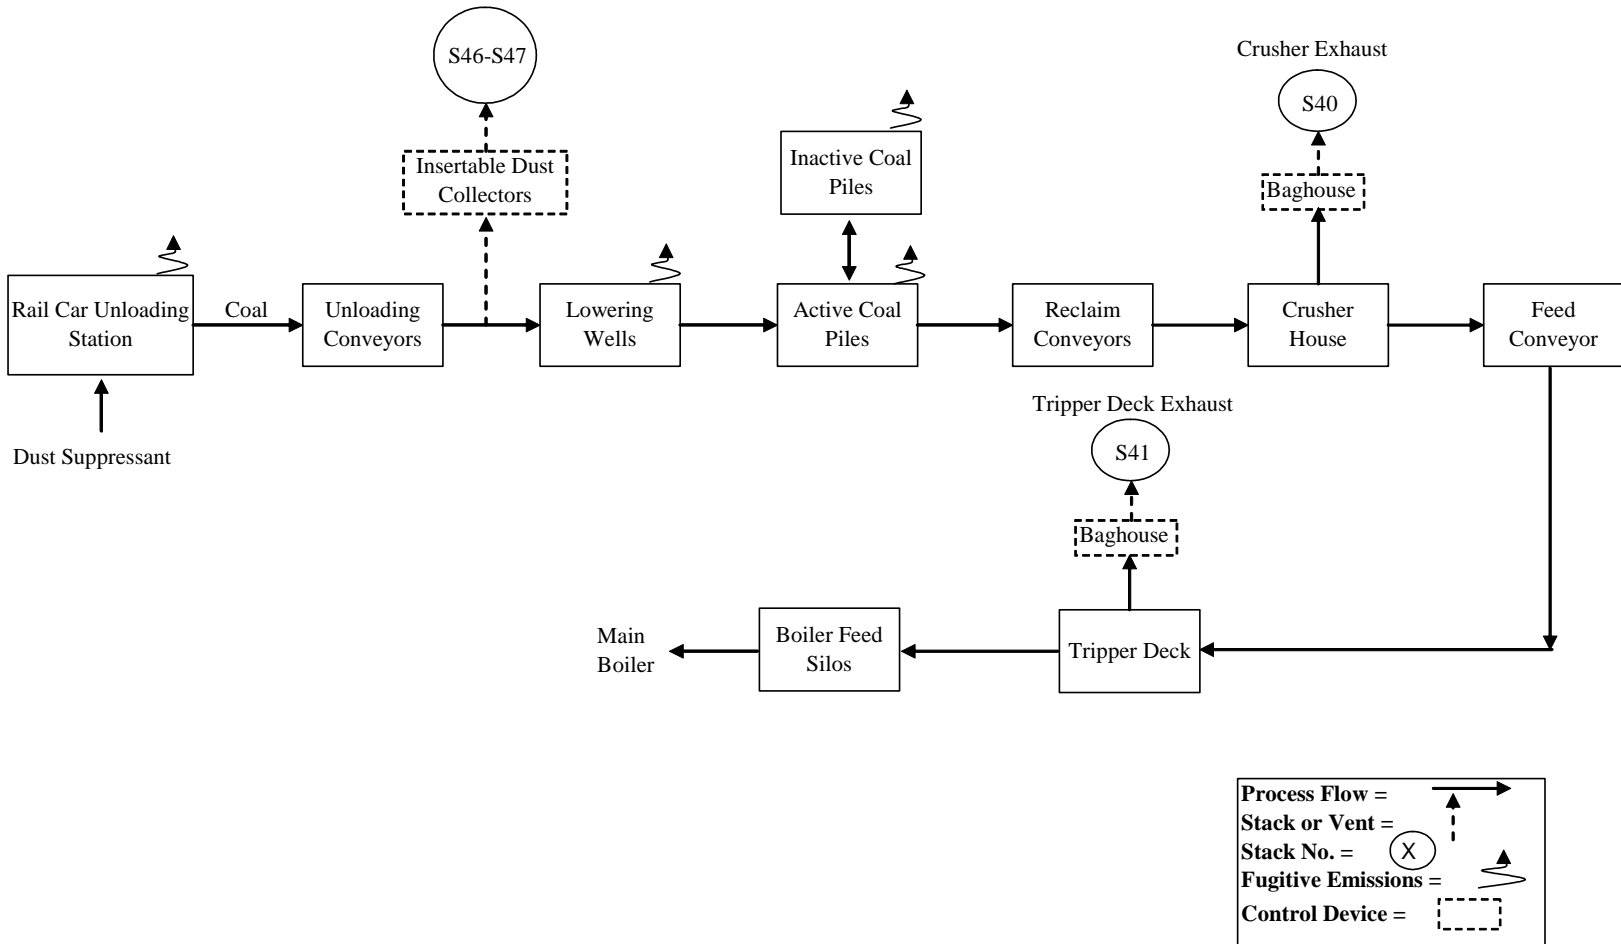 S46-S47
Crusher Exhaust
S40
Insertable Dust
Collectors
Inactive Coal
Piles
Baghouse
Rail Car Unloading
Station
Coal
Unloading
Conveyors
Lowering
Wells
Active Coal
Piles
Reclaim
Conveyors
Crusher
House
Feed
Conveyor
Dust Suppressant
Tripper Deck Exhaust
S41
Baghouse
Main
Boiler
Boiler Feed
Silos
Tripper Deck
Process Flow =
Stack or Vent =
Stack No. = X
Fugitive Emissions =
Control Device =